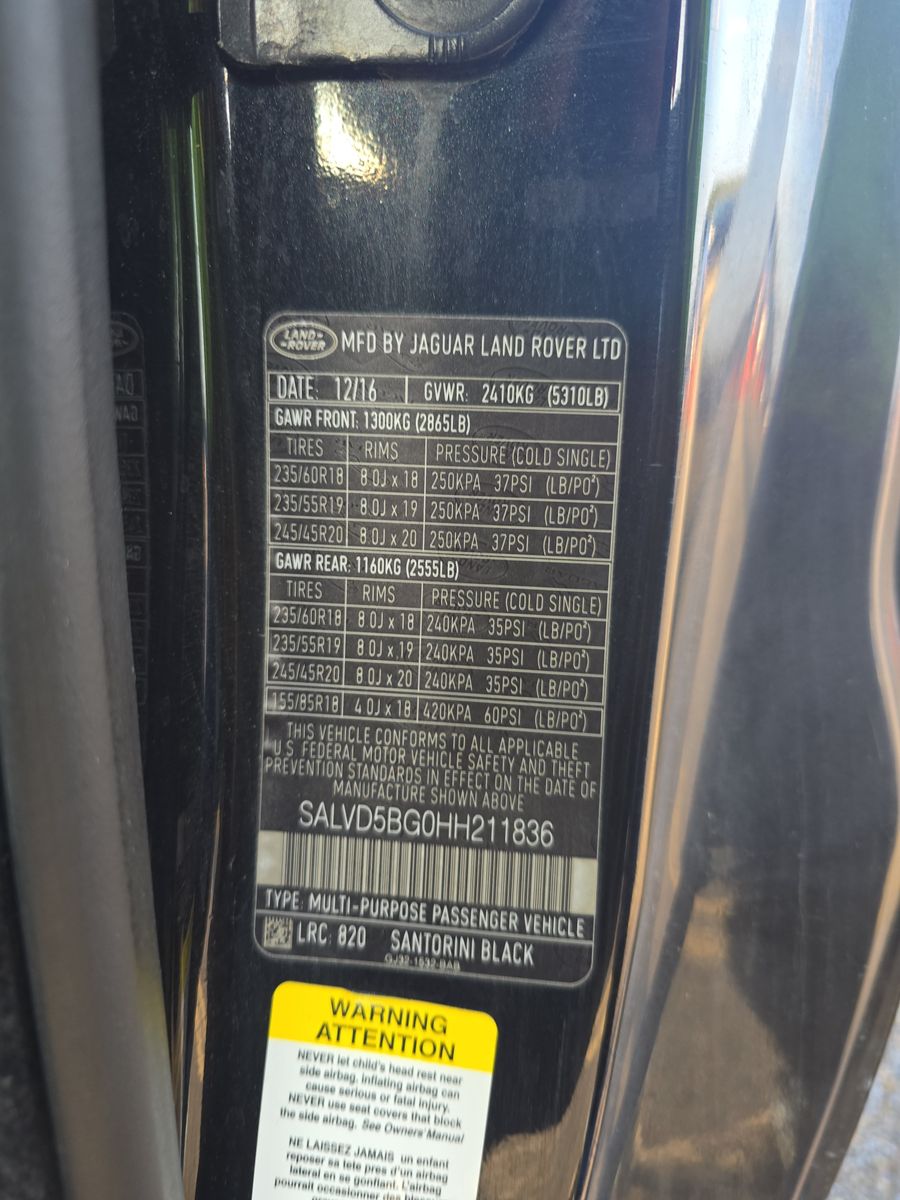 LAND-
-ROVER
MFD BY JAGUAR LAND ROVER LTD
DATE: 12/16 GVWR: 2410KG (5310LB)
GAWR FRONT: 1300KG (2865LB)
TIRES RIMS PRESSURE (COLD SINGLE)
235/60R18 8.0J x 18 250KPA 37PSI (LB/PO²)
235/55R19 8.0J x 19 250KPA 37PSI (LB/PO²)
245/45R20 8.0J x 20 250KPA 37PSI (LB/PO²)
GAWR REAR: 1160KG (2555LB)
TIRES RIMS PRESSURE (COLD SINGLE)
235/60R18 8.0J x 18 240KPA 35PSI (LB/PO²)
235/55R19 8.0J x 19 240KPA 35PSI (LB/PO²)
245/45R20 8.0J x 20 240KPA 35PSI (LB/PO²)
155/85R18 4.0J x 18 420KPA 60PSI (LB/PO²)
THIS VEHICLE CONFORMS TO ALL APPLICABLE
U.S. FEDERAL MOTOR VEHICLE SAFETY AND THEFT
PREVENTION STANDARDS IN EFFECT ON THE DATE OF
MANUFACTURE SHOWN ABOVE
SALVD5BG0HH211836
TYPE: MULTI-PURPOSE PASSENGER VEHICLE
LRC: 820 SANTORINI BLACK
GJ32-1532-BAB
WARNING
ATTENTION
NEVER let child's head rest near
side airbag. Inflating airbag can
cause serious or fatal injury.
NEVER use seat covers that block
the side airbag. See Owners Manual
NE LAISSEZ JAMAIS un enfant
reposer sa tete pres d'un airbag
lateral en se gonflant. L'airbag
pourrait occasionner des